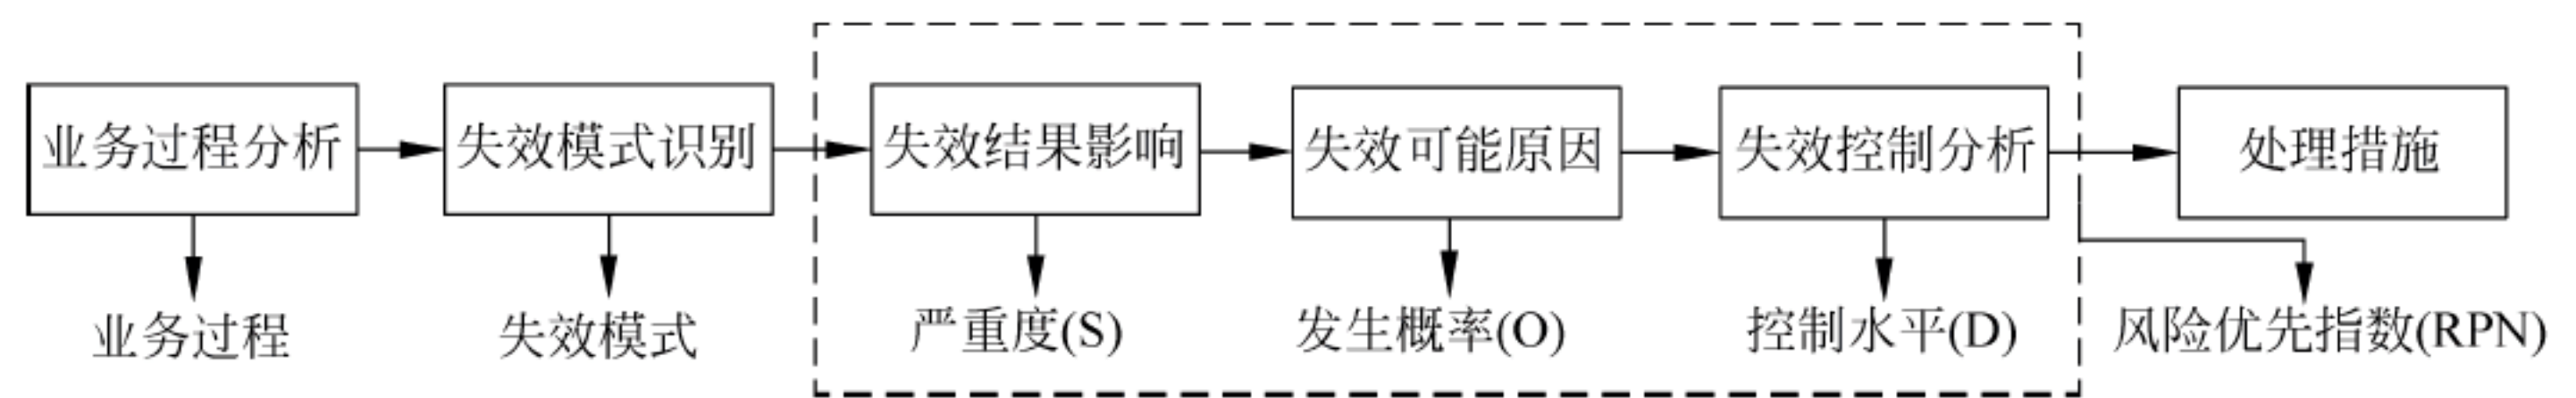 业务过程分析
失效模式识别
失效结果影响
失效可能原因
失效控制分析
处理措施
业务过程
失效模式
严重度(S)
发生概率(O)
控制水平(D)
风险优先指数(RPN)